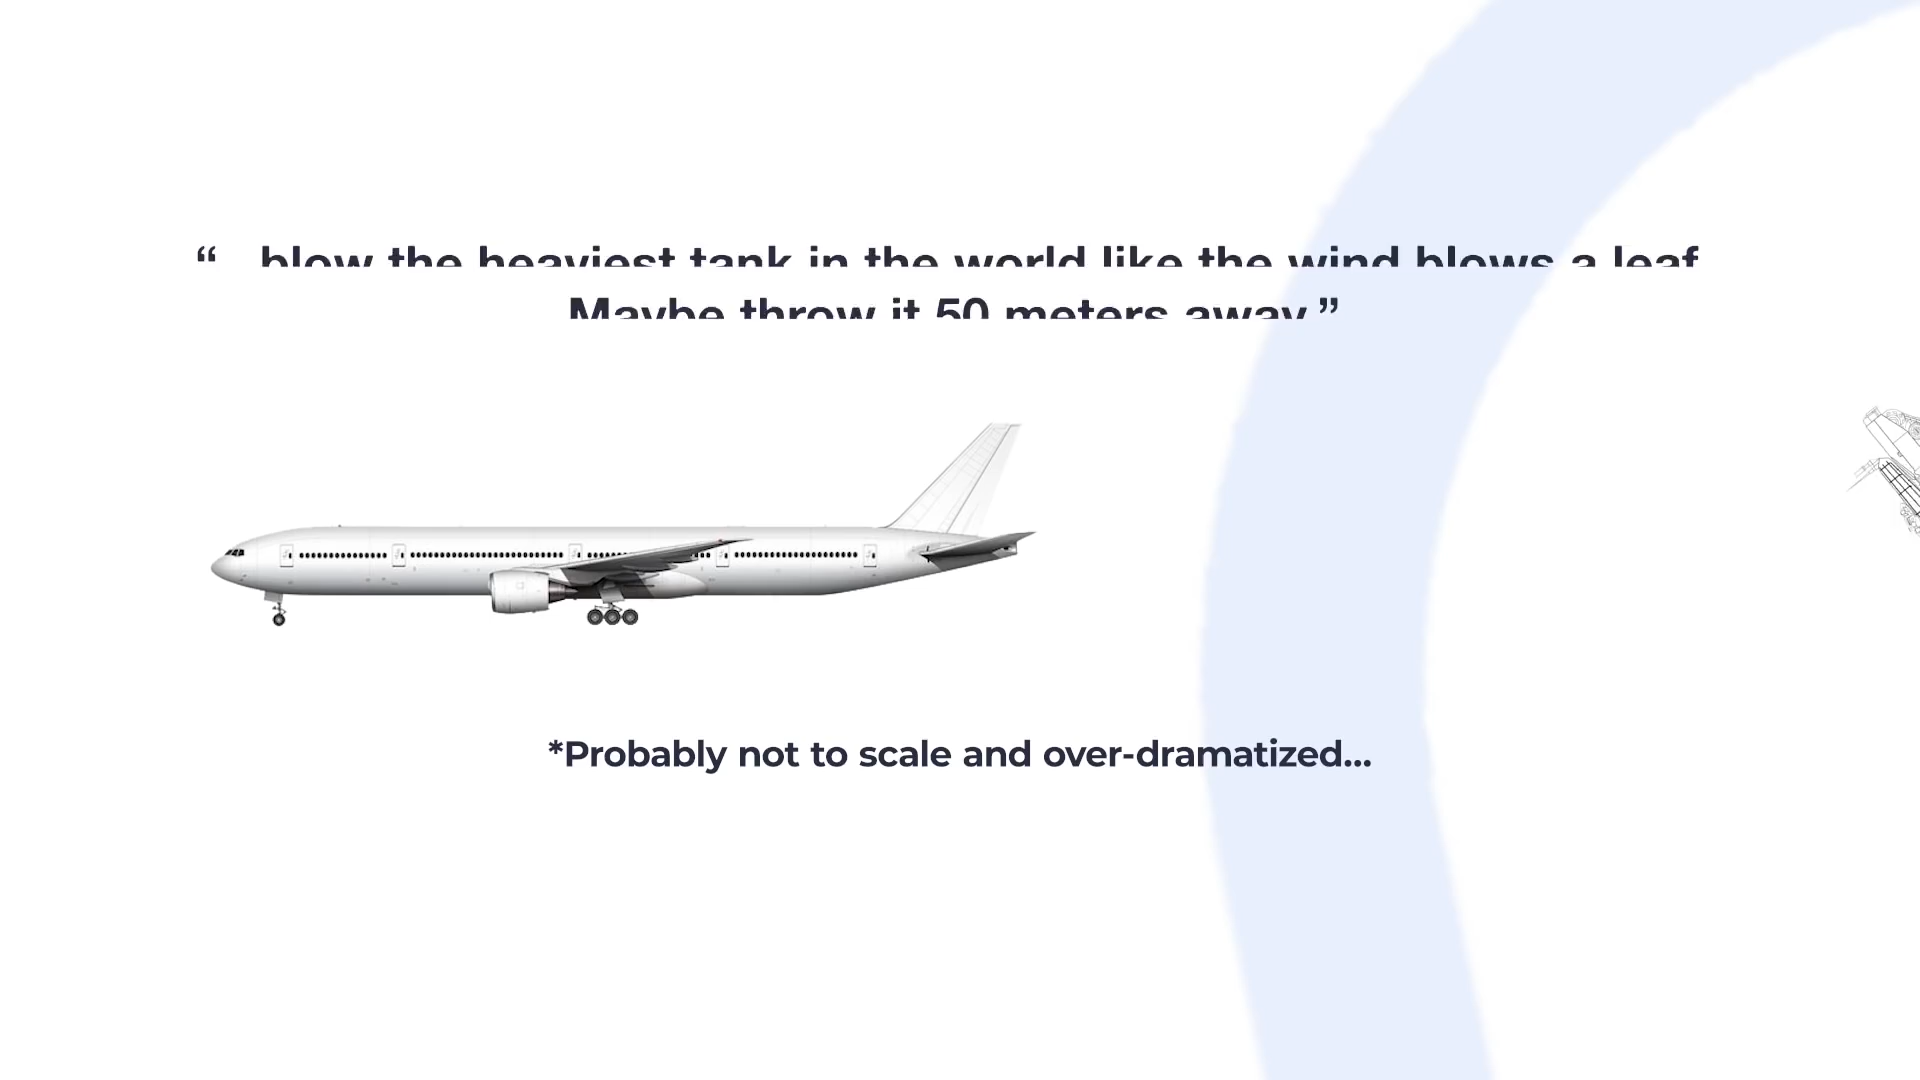 “ blow the heaviest tank in the world like the wind blows a leaf
Maybe throw it 50 meters away.”
*Probably not to scale and over-dramatized...